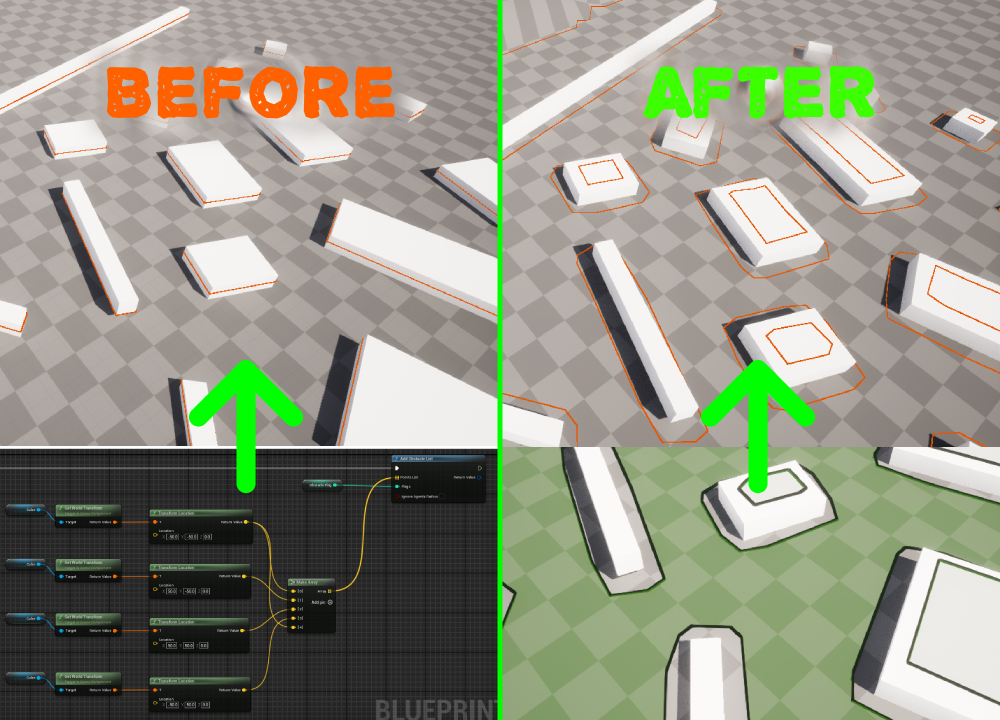 BEFORE
AFTER
Add Obstacle List
Points List
Return Value
Flags
Ignore Agents Radius
Obstacle Flag
Cube
Get World Transform
Target
Return Value
Transform Location
T
Return Value
Location
X -50.0 Y -50.0 Z 0.0
Cube
Get World Transform
Target
Return Value
Transform Location
T
Return Value
Location
X 50.0 Y -50.0 Z 0.0
Make Array
[0]
Array
[1]
Add pin
[2]
[3]
[4]
Cube
Get World Transform
Target
Return Value
Transform Location
T
Return Value
Location
X 50.0 Y 50.0 Z 0.0
Cube
Get World Transform
Target
Return Value
Transform Location
T
Return Value
Location
X -50.0 Y 50.0 Z 0.0
BLUEPRINT